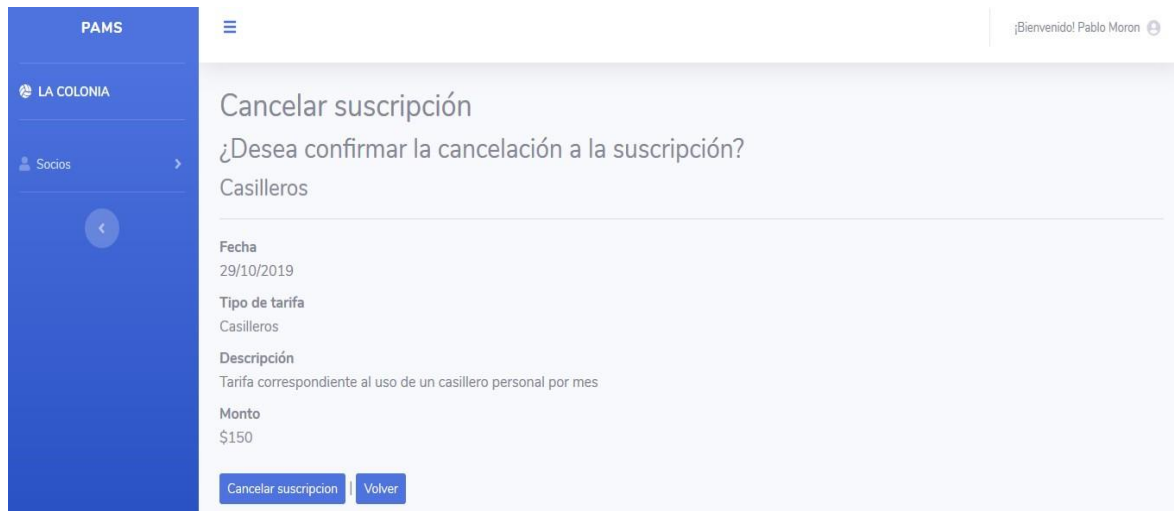 PAMS
¡Bienvenido! Pablo Moron
LA COLONIA
Socios
Cancelar suscripción
¿Desea confirmar la cancelación a la suscripción?
Casilleros
Fecha
29/10/2019
Tipo de tarifa
Casilleros
Descripción
Tarifa correspondiente al uso de un casillero personal por mes
Monto
$150
Cancelar suscripcion | Volver